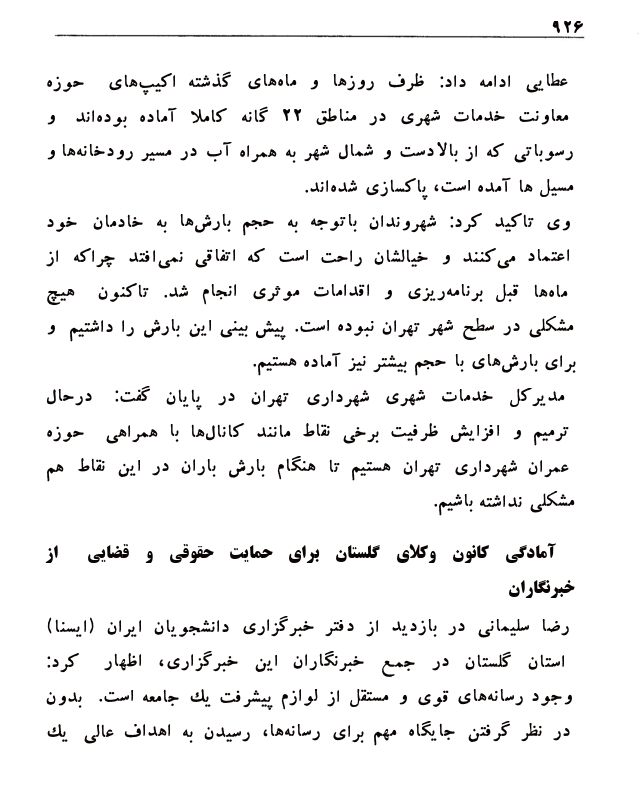 ۹۲۶
عطایی ادامه داد: ظرف روزها و ماه‌های گذشته اکیپ‌های حوزه
معاونت خدمات شهری در مناطق ۲۲ گانه کاملا آماده بوده‌اند و
رسوباتی که از بالادست و شمال شهر به همراه آب در مسیر رودخانه‌ها و
مسیل ها آمده است، پاکسازی شده‌اند.
وی تاکید کرد: شهروندان باتوجه به حجم بارش‌ها به خادمان خود
اعتماد می‌کنند و خیالشان راحت است که اتفاقی نمی‌افتد چراکه از
ماه‌ها قبل برنامه‌ریزی و اقدامات موثری انجام شد. تاکنون هیچ
مشکلی در سطح شهر تهران نبوده است. پیش بینی این بارش را داشتیم و
برای بارش‌های با حجم بیشتر نیز آماده هستیم.
مدیرکل خدمات شهری شهرداری تهران در پایان گفت: درحال
ترمیم و افزایش ظرفیت برخی نقاط مانند کانال‌ها با همراهی حوزه
عمران شهرداری تهران هستیم تا هنگام بارش باران در این نقاط هم
مشکلی نداشته باشیم.
آمادگی کانون وکلای گلستان برای حمایت حقوقی و قضایی از
خبرنگاران
رضا سلیمانی در بازدید از دفتر خبرگزاری دانشجویان ایران (ایسنا)
استان گلستان در جمع خبرنگاران این خبرگزاری، اظهار کرد:
وجود رسانه‌های قوی و مستقل از لوازم پیشرفت یك جامعه است. بدون
در نظر گرفتن جایگاه مهم برای رسانه‌ها، رسیدن به اهداف عالی یك